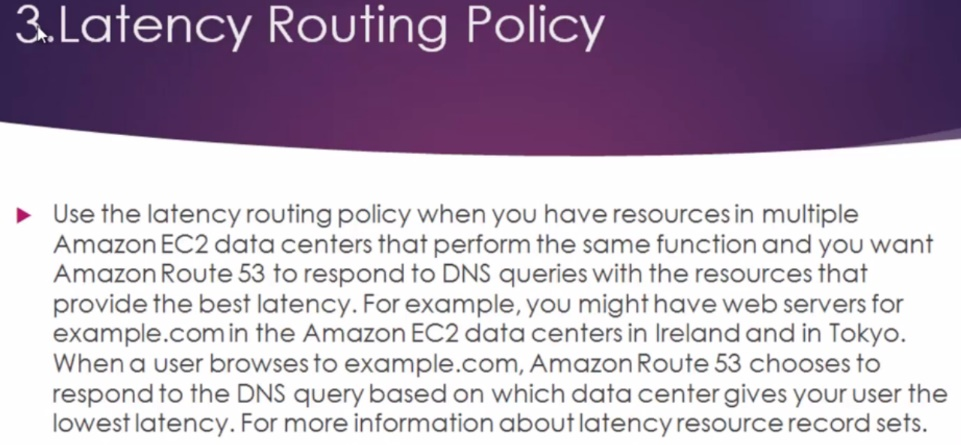 3.Latency Routing Policy
Use the latency routing policy when you have resources in multiple
Amazon EC2 data centers that perform the same function and you want
Amazon Route 53 to respond to DNS queries with the resources that
provide the best latency. For example, you might have web servers for
example.com in the Amazon EC2 data centers in Ireland and in Tokyo.
When a user browses to example.com, Amazon Route 53 chooses to
respond to the DNS query based on which data center gives your user the
lowest latency. For more information about latency resource record sets.